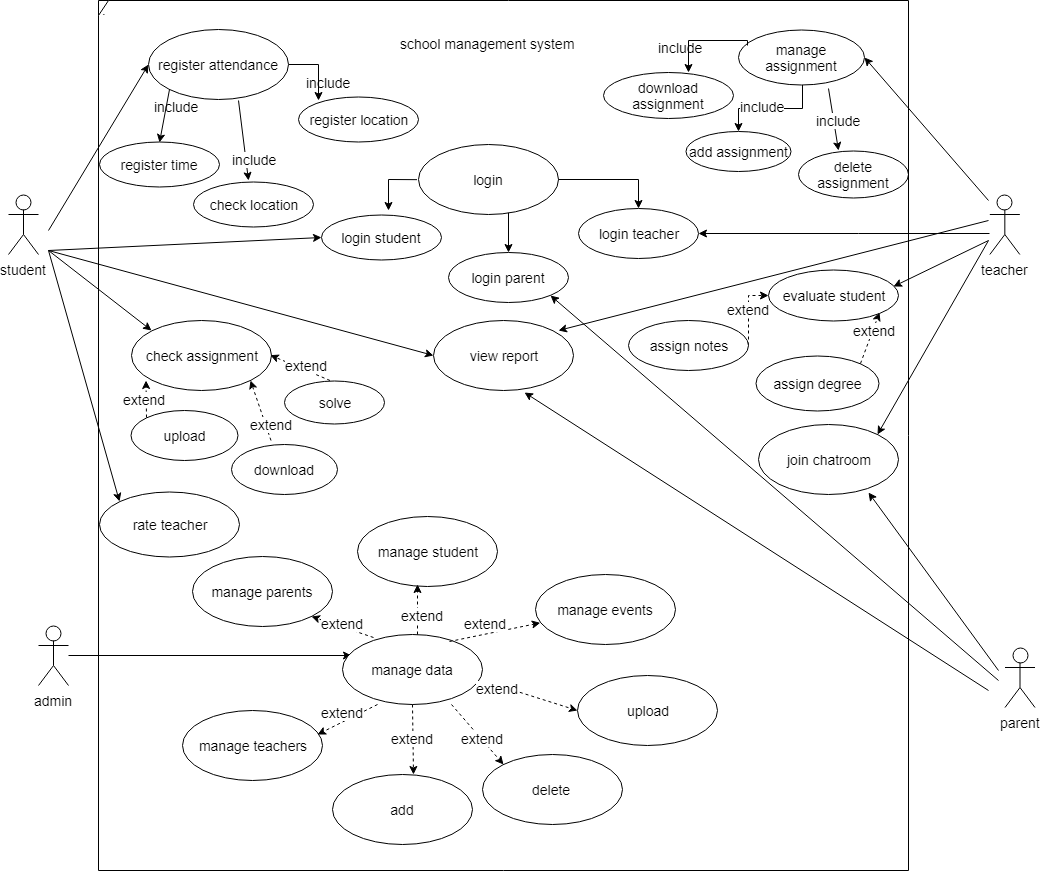 school management system
register attendance
include
register location
include
register time
include
check location
include
manage
assignment
download
assignment
include
add assignment
include
delete
assignment
login
login student
login teacher
login parent
student
teacher
evaluate student
extend
assign notes
extend
assign degree
view report
check assignment
extend
solve
extend
upload
extend
download
join chatroom
rate teacher
manage student
manage parents
manage events
extend
extend
extend
admin
manage data
extend
upload
parent
extend
manage teachers
extend
extend
add
delete